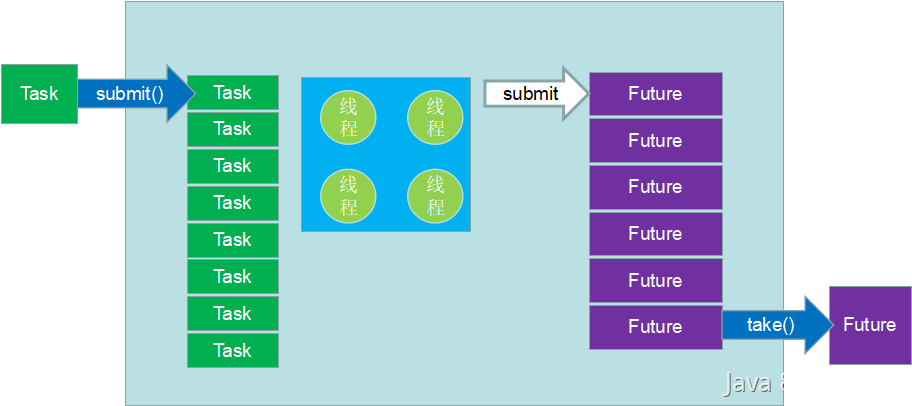 Task
submit()
Task
Task
Task
Task
Task
Task
Task
Task
线
程
线
程
线
程
线
程
submit
Future
Future
Future
Future
Future
Future
take()
Future
Java